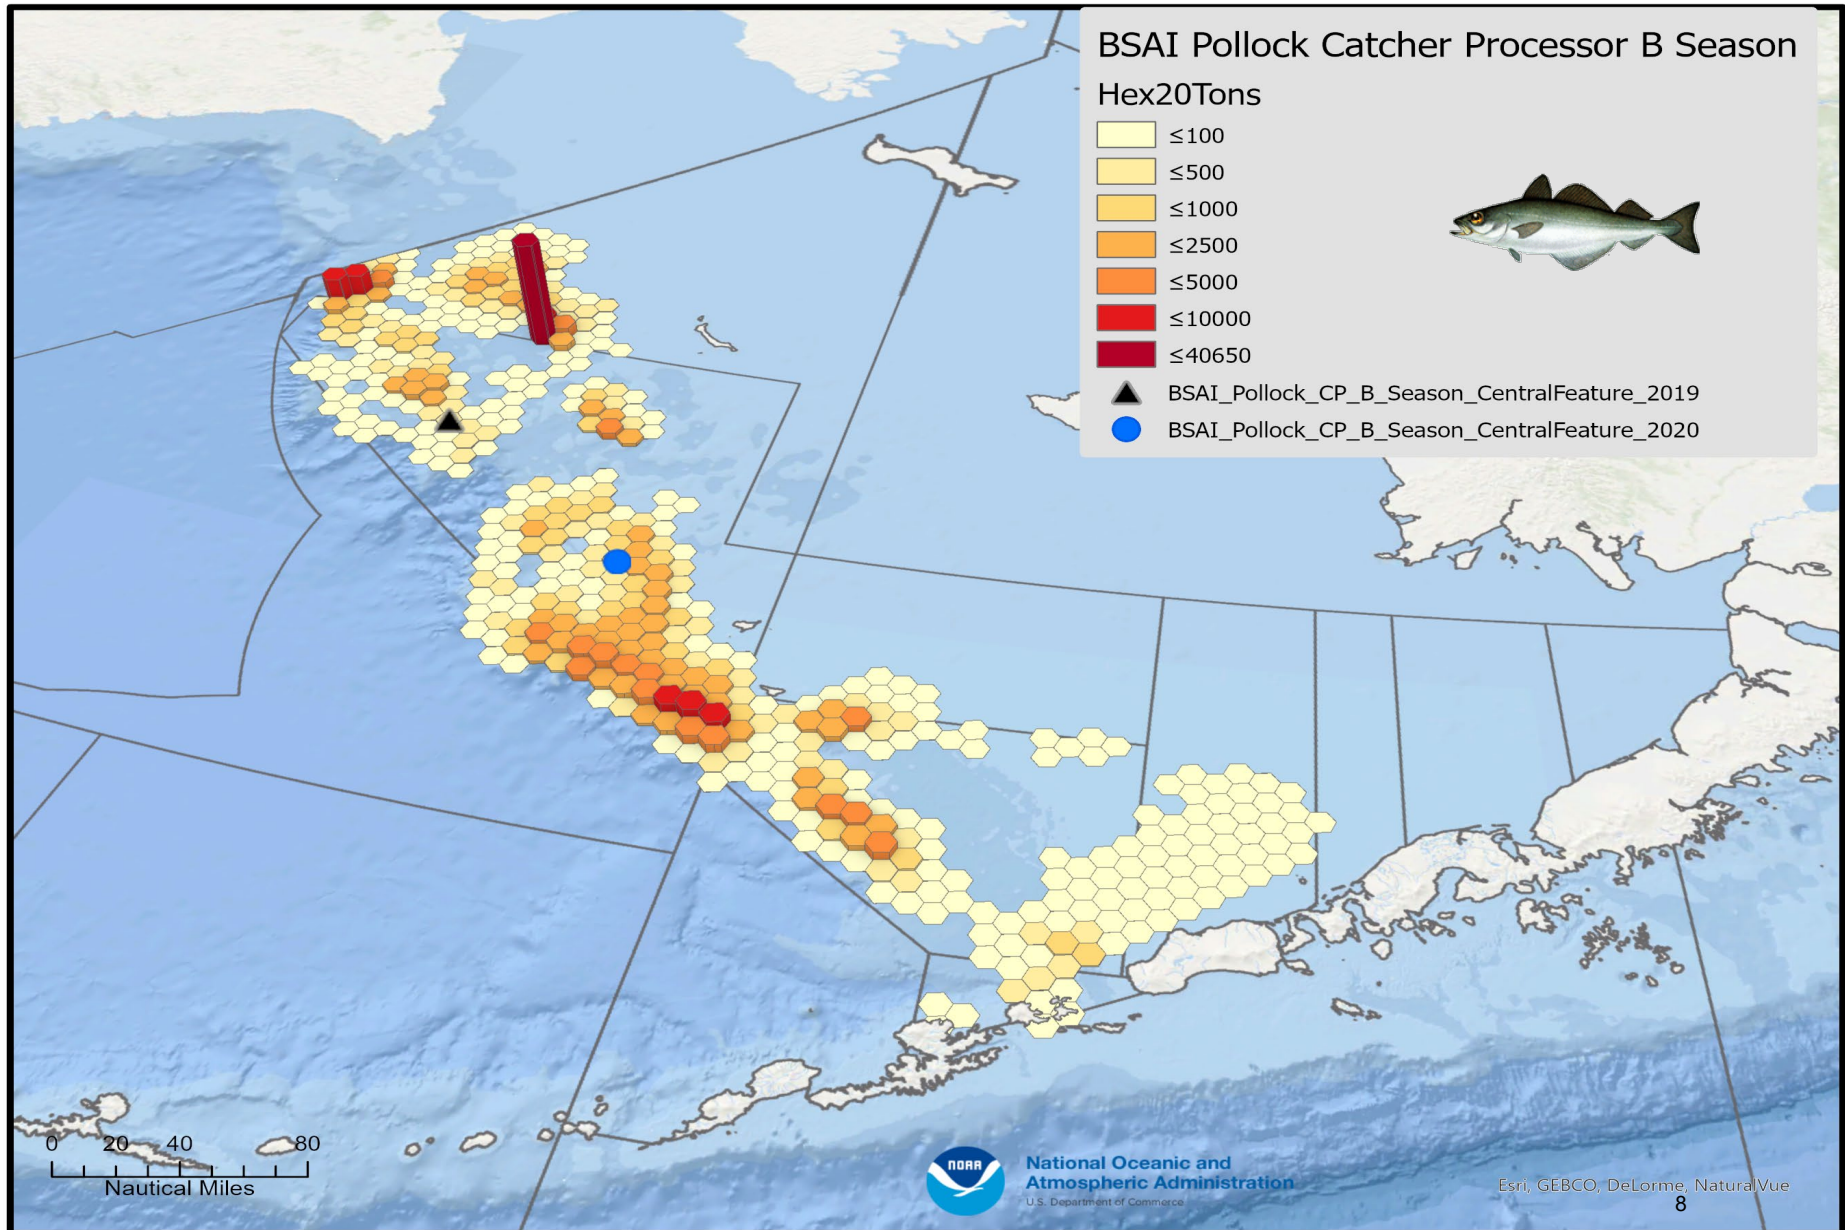 BSAI Pollock Catcher Processor B Season
Hex20Tons
≤100
≤500
≤1000
≤2500
≤5000
≤10000
≤40650
BSAI_Pollock_CP_B_Season_CentralFeature_2019
BSAI_Pollock_CP_B_Season_CentralFeature_2020
0 20 40 80
Nautical Miles
NOAA
National Oceanic and
Atmospheric Administration
U.S. Department of Commerce
Esri, GEBCO, DeLorme, NaturalVue
8